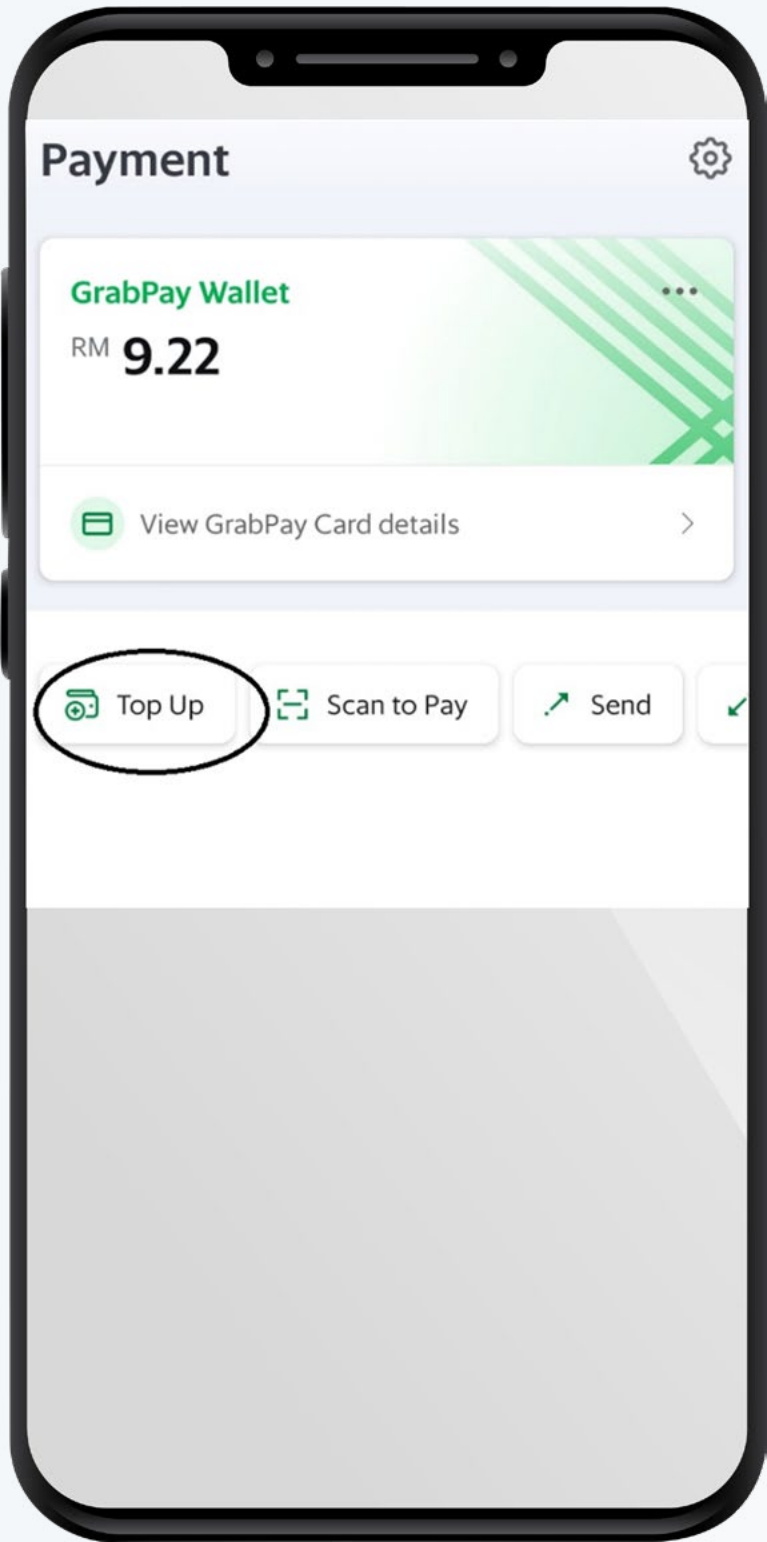 Payment
GrabPay Wallet
RM 9.22
View GrabPay Card details
Top Up
Scan to Pay
Send